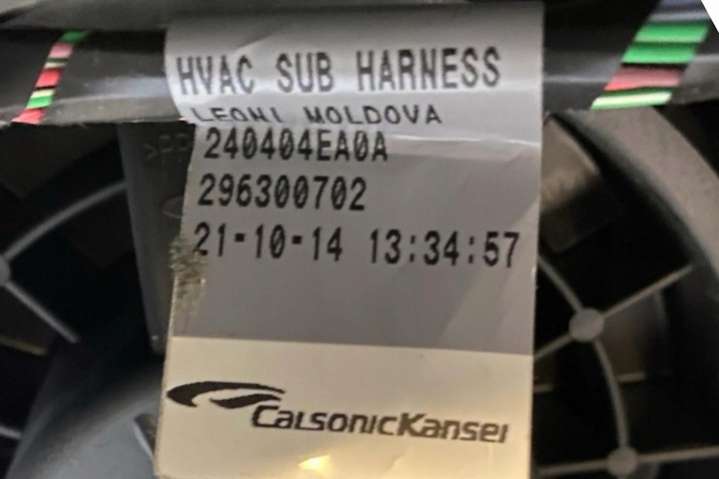 HVAC SUB HARNESS
LEONI MOLDOVA
240404EA0A
296300702
21-10-14 13:34:57
CalsonicKansei